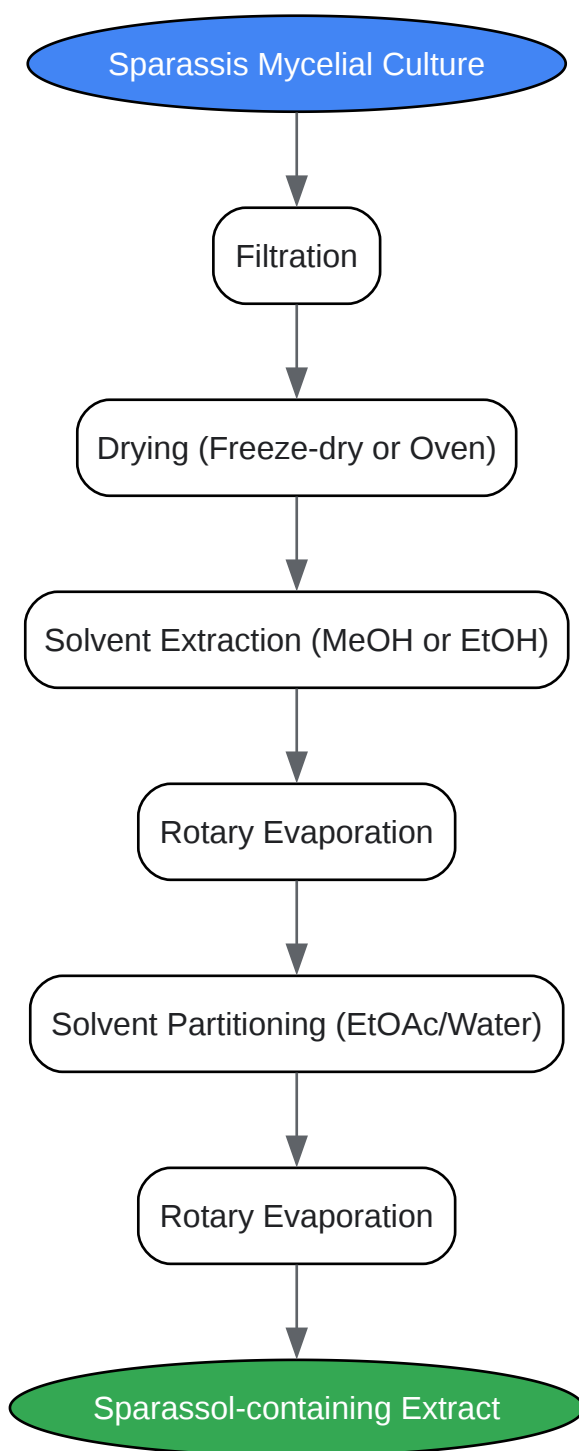 Sparassis Mycelial Culture
Filtration
Drying (Freeze-dry or Oven)
Solvent Extraction (MeOH or EtOH)
Rotary Evaporation
Solvent Partitioning (EtOAc/Water)
Rotary Evaporation
Sparassol-containing Extract